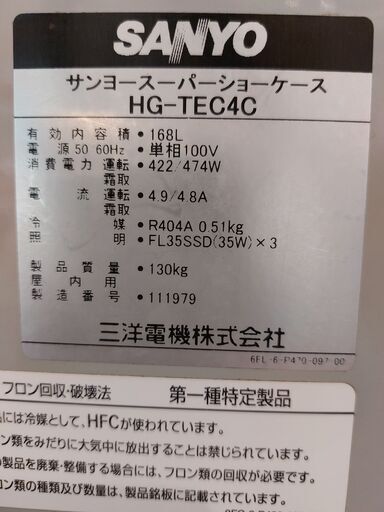 SANYO
サンヨースーパーショーケース
HG-TEC4C
有効内容積・168L
電源50 60Hz・単相100V
消費電力 運転・422/474W
霜取
電流 運転・4.9/4.8A
霜取
冷媒・R404A 0.51kg
照明・FL35SSD(35W)×3
製品質量・130kg
屋内用
製造番号・111979
三洋電機株式会社
フロン回収・破壊法 第一種特定製品
品には冷媒として、HFCが使われています。
ン類をみだりに大気中に放出することは禁じられています。
の製品を廃棄・整備する場合には、フロン類の回収が必要です。
ロン類の種類及び数量は、製品銘板に記載されています。